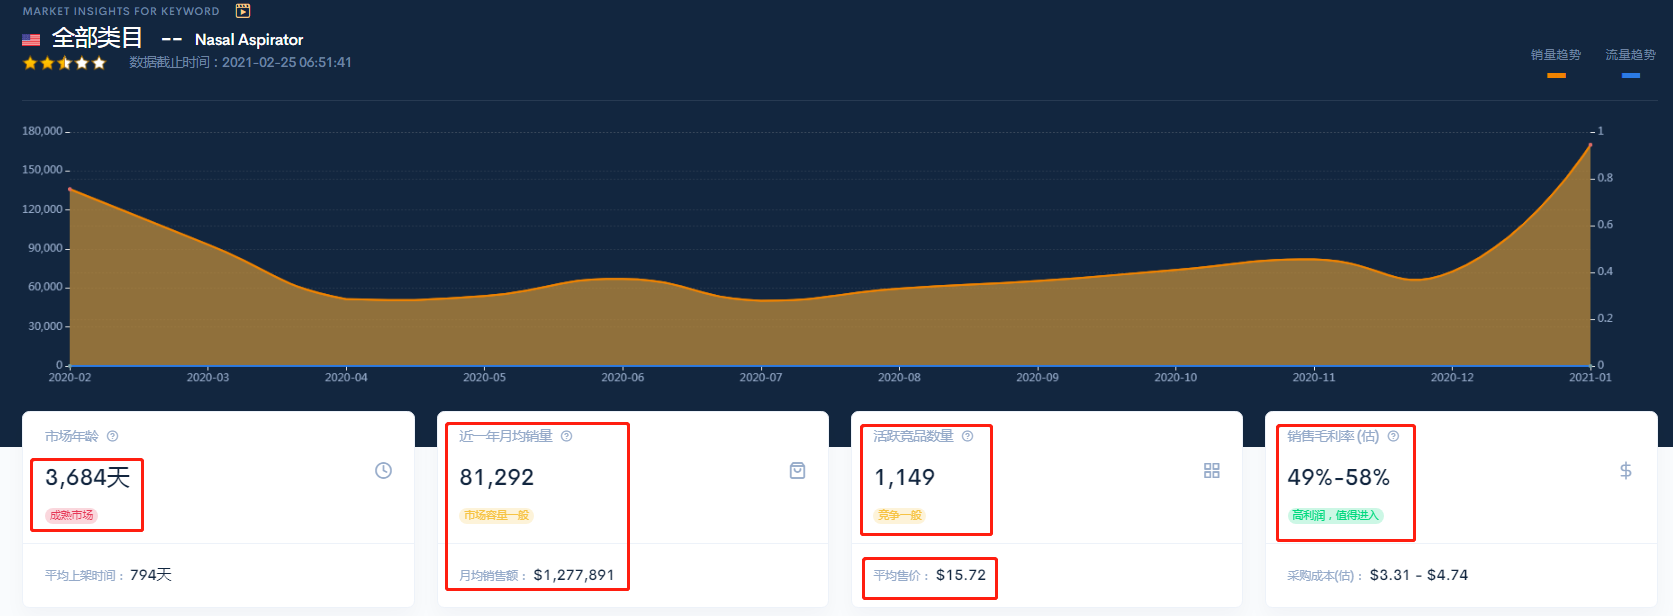 MARKET INSIGHTS FOR KEYWORD
全部类目 -- Nasal Aspirator
数据截止时间：2021-02-25 06:51:41
销量趋势 流量趋势
180,000
150,000
120,000
90,000
60,000
30,000
0
1
0.8
0.6
0.4
0.2
0
2020-02 2020-03 2020-04 2020-05 2020-06 2020-07 2020-08 2020-09 2020-10 2020-11 2020-12 2021-01
市场年龄
3,684天
成熟市场
平均上架时间： 794天
近一年月均销量
81,292
市场容量一般
月均销售额： $1,277,891
活跃竞品数量
1,149
竞争一般
平均售价： $15.72
销售毛利率(估)
49%-58%
高利润，值得进入
采购成本(估)： $3.31 - $4.74